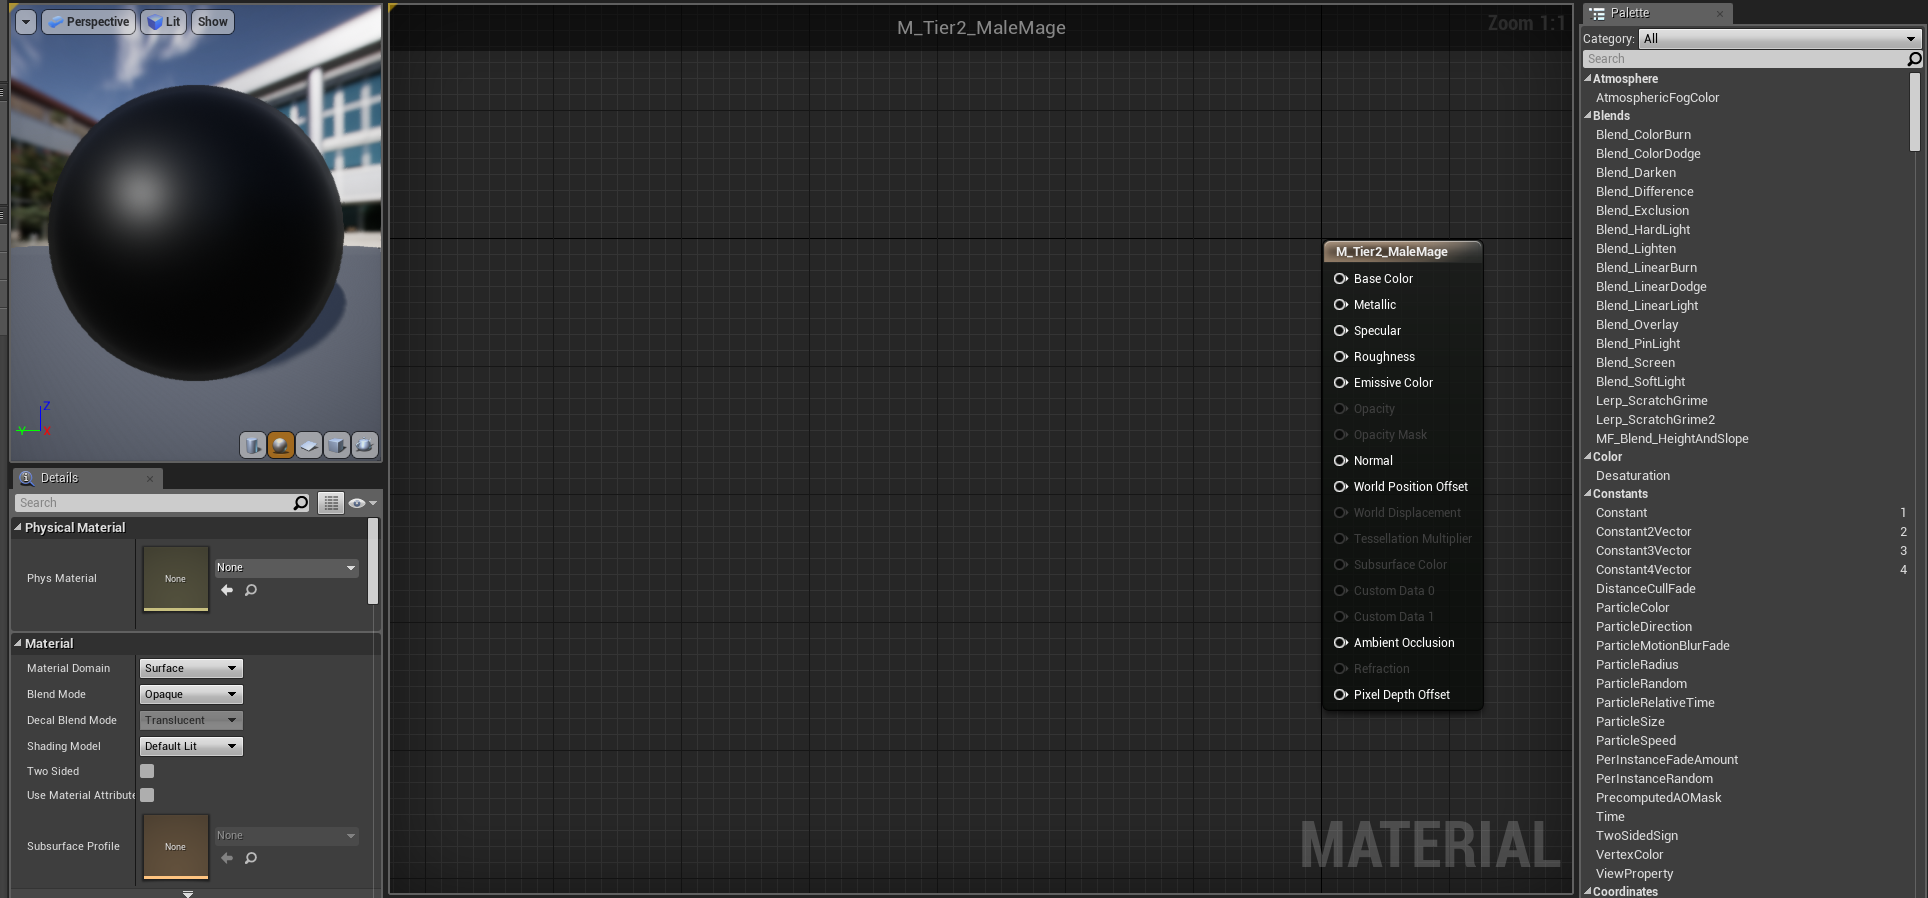 Perspective
Lit
Show
Z
Y
X
Details
Search
Physical Material
Phys Material
None
None
Material
Material Domain
Surface
Blend Mode
Opaque
Decal Blend Mode
Translucent
Shading Model
Default Lit
Two Sided
Use Material Attribute
Subsurface Profile
None
None
M_Tier2_MaleMage
Zoom 1:1
M_Tier2_MaleMage
Base Color
Metallic
Specular
Roughness
Emissive Color
Opacity
Opacity Mask
Normal
World Position Offset
World Displacement
Tessellation Multiplier
Subsurface Color
Custom Data 0
Custom Data 1
Ambient Occlusion
Refraction
Pixel Depth Offset
MATERIAL
Palette
Category: All
Search
Atmosphere
AtmosphericFogColor
Blends
Blend_ColorBurn
Blend_ColorDodge
Blend_Darken
Blend_Difference
Blend_Exclusion
Blend_HardLight
Blend_Lighten
Blend_LinearBurn
Blend_LinearDodge
Blend_LinearLight
Blend_Overlay
Blend_PinLight
Blend_Screen
Blend_SoftLight
Lerp_ScratchGrime
Lerp_ScratchGrime2
MF_Blend_HeightAndSlope
Color
Desaturation
Constants
Constant 1
Constant2Vector 2
Constant3Vector 3
Constant4Vector 4
DistanceCullFade
ParticleColor
ParticleDirection
ParticleMotionBlurFade
ParticleRadius
ParticleRandom
ParticleRelativeTime
ParticleSize
ParticleSpeed
PerInstanceFadeAmount
PerInstanceRandom
PrecomputedAOMask
Time
TwoSidedSign
VertexColor
ViewProperty
Coordinates